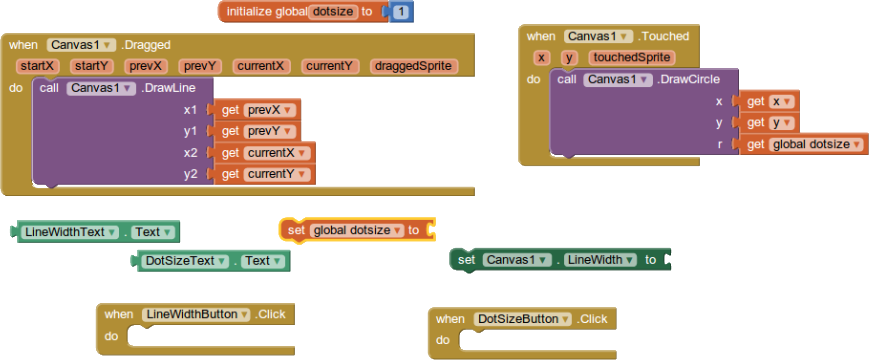 initialize global dotsize to 1
when Canvas1 .Dragged
startX startY prevX prevY currentX currentY draggedSprite
do call Canvas1 .DrawLine
x1 get prevX
y1 get prevY
x2 get currentX
y2 get currentY
when Canvas1 .Touched
x y touchedSprite
do call Canvas1 .DrawCircle
x get x
y get y
r get global dotsize
LineWidthText . Text
set global dotsize to
DotSizeText . Text
set Canvas1 . LineWidth to
when LineWidthButton .Click
do
when DotSizeButton .Click
do